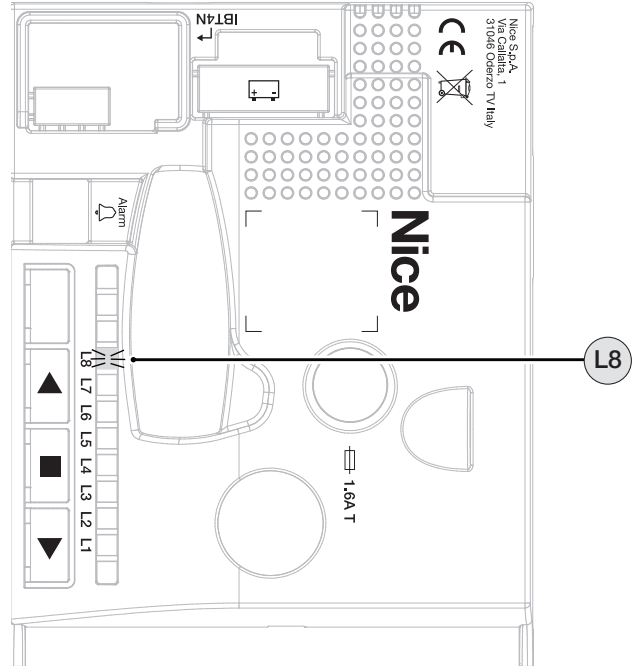 IBT4N
+ -
Nice S.p.A.
Via Callalta, 1
31046 Oderzo TV Italy
CE
Alarm
Nice
L8
L8 L7 L6 L5 L4 L3 L2 L1
1.6A T